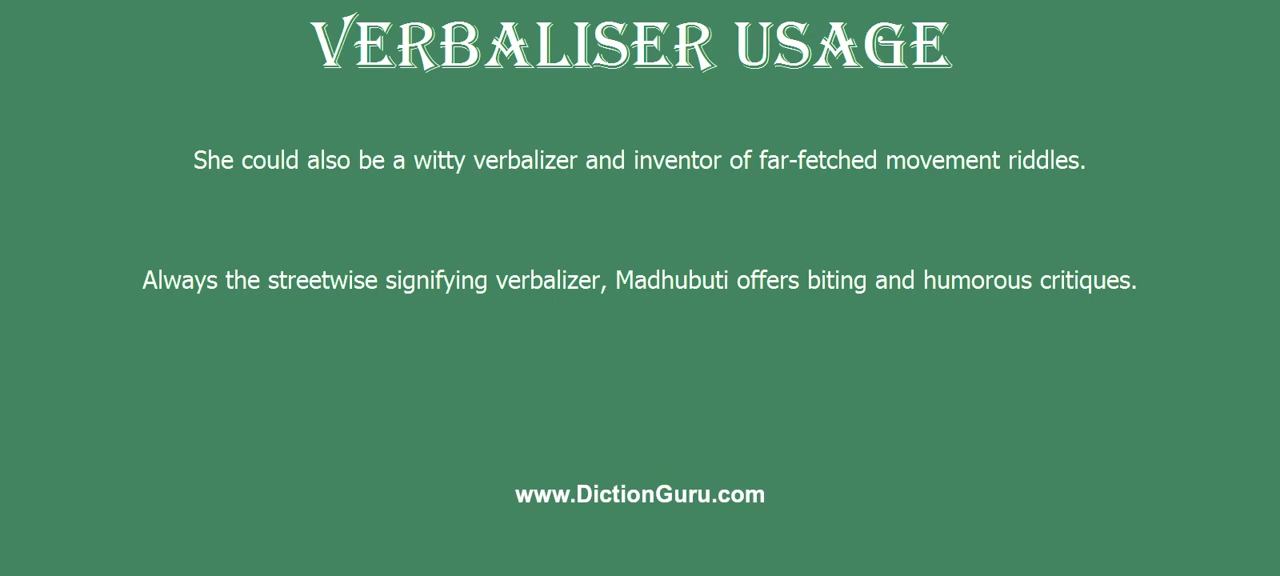 VERBALISER USAGE
She could also be a witty verbalizer and inventor of far-fetched movement riddles.
Always the streetwise signifying verbalizer, Madhubuti offers biting and humorous critiques.
www.DictionGuru.com